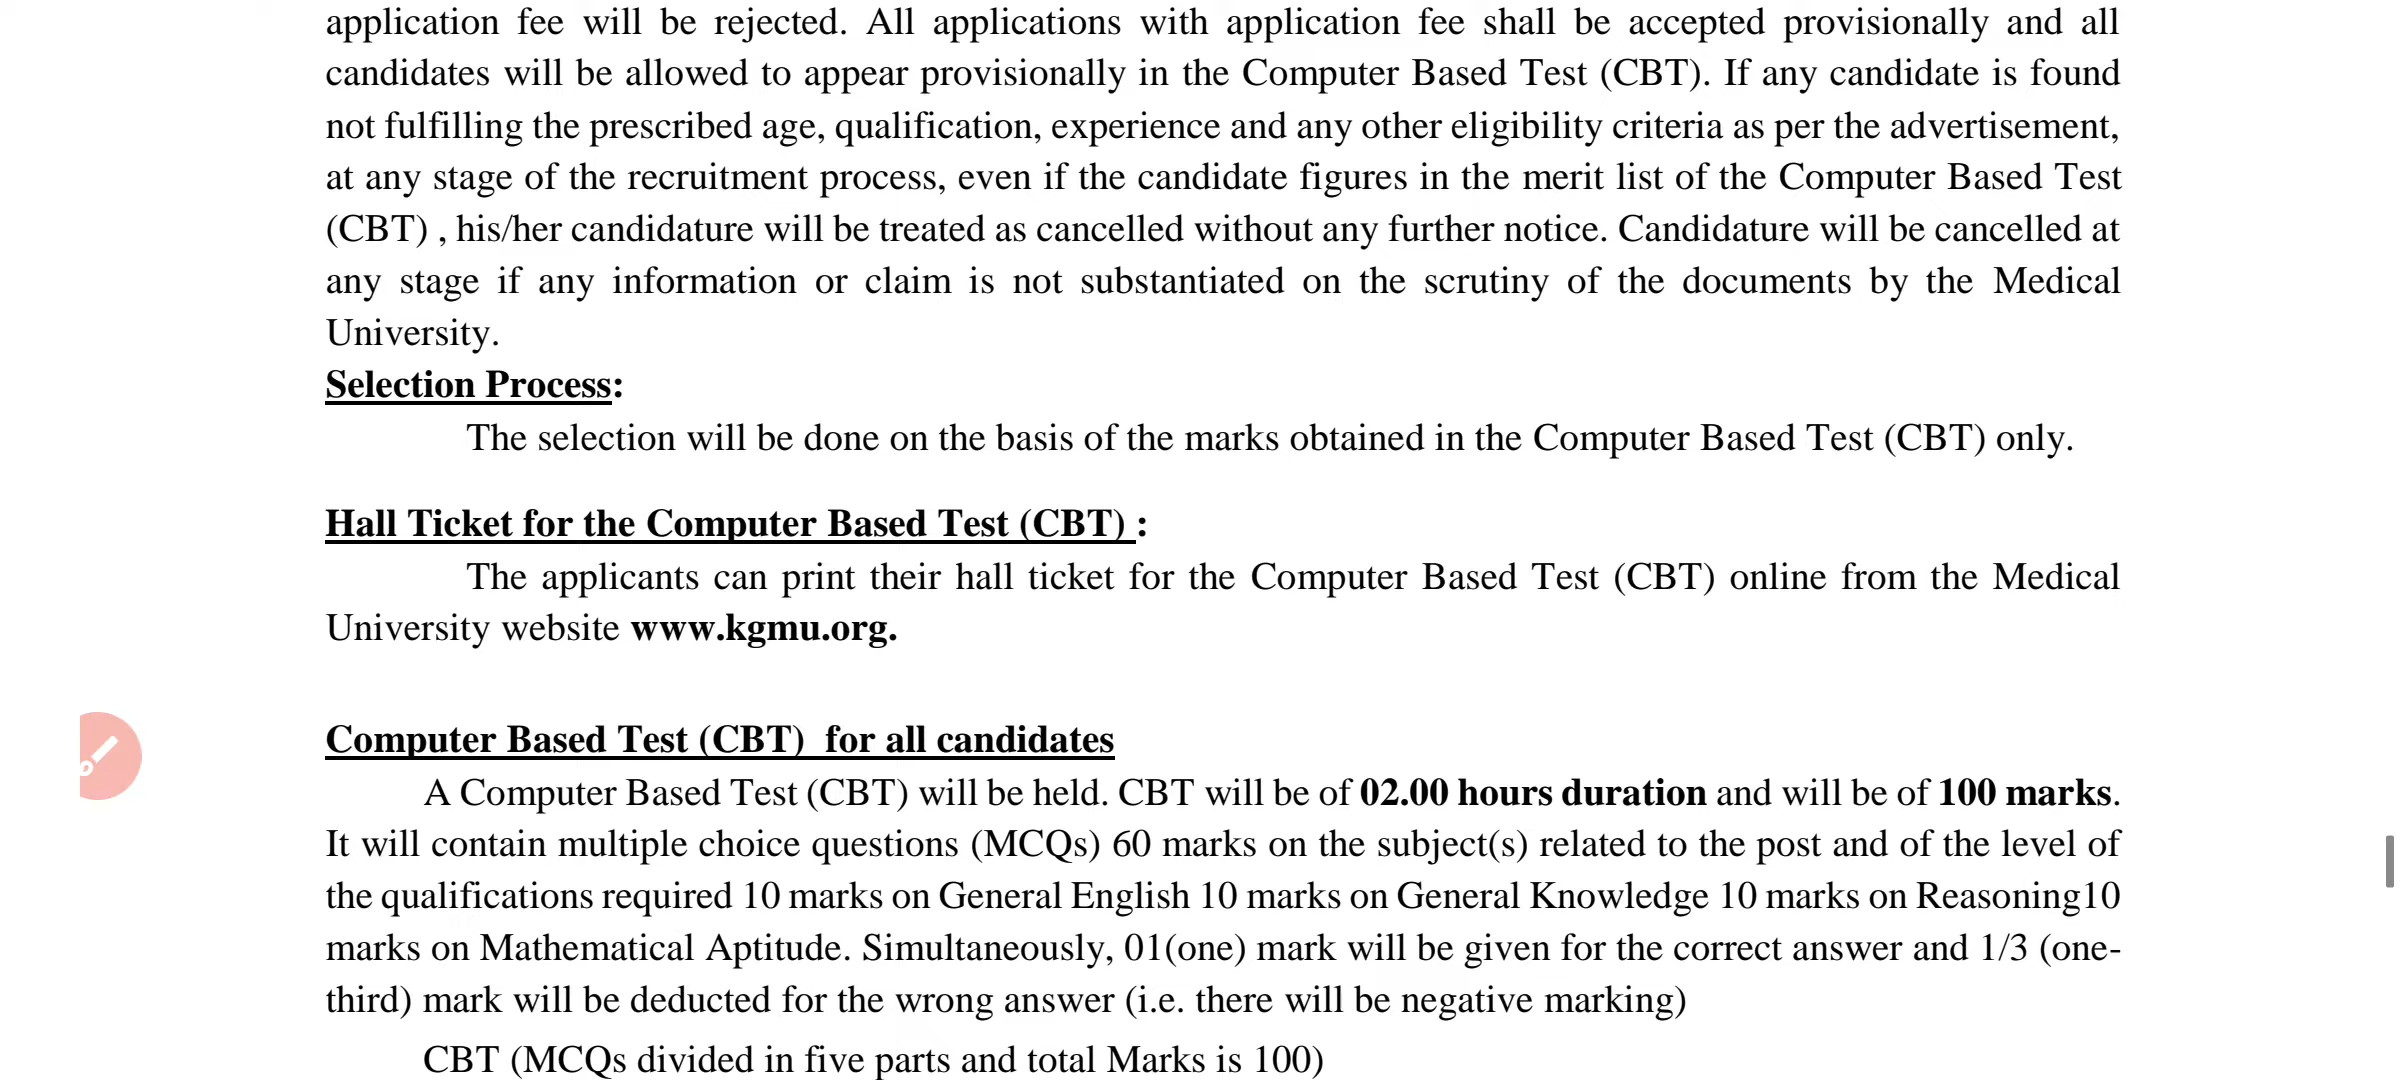 application fee will be rejected. All applications with application fee shall be accepted provisionally and all
candidates will be allowed to appear provisionally in the Computer Based Test (CBT). If any candidate is found
not fulfilling the prescribed age, qualification, experience and any other eligibility criteria as per the advertisement,
at any stage of the recruitment process, even if the candidate figures in the merit list of the Computer Based Test
(CBT) , his/her candidature will be treated as cancelled without any further notice. Candidature will be cancelled at
any stage if any information or claim is not substantiated on the scrutiny of the documents by the Medical
University.
Selection Process:
The selection will be done on the basis of the marks obtained in the Computer Based Test (CBT) only.
Hall Ticket for the Computer Based Test (CBT) :
The applicants can print their hall ticket for the Computer Based Test (CBT) online from the Medical
University website www.kgmu.org.
Computer Based Test (CBT)  for all candidates
A Computer Based Test (CBT) will be held. CBT will be of 02.00 hours duration and will be of 100 marks.
It will contain multiple choice questions (MCQs) 60 marks on the subject(s) related to the post and of the level of
the qualifications required 10 marks on General English 10 marks on General Knowledge 10 marks on Reasoning10
marks on Mathematical Aptitude. Simultaneously, 01(one) mark will be given for the correct answer and 1/3 (one-
third) mark will be deducted for the wrong answer (i.e. there will be negative marking)
CBT (MCQs divided in five parts and total Marks is 100)